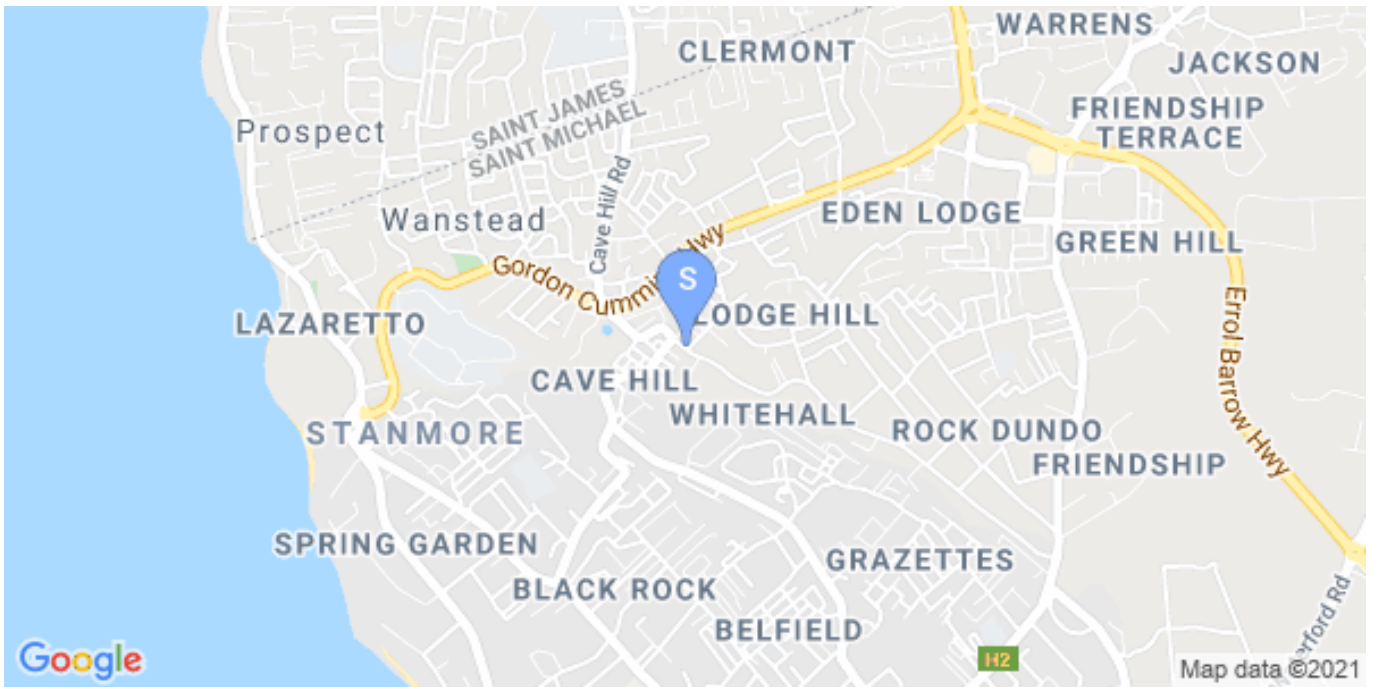 WARRENS
CLERMONT
JACKSON
SAINT JAMES
SAINT MICHAEL
FRIENDSHIP
TERRACE
Prospect
Cave Hill Rd
Wanstead
EDEN LODGE
GREEN HILL
Gordon Cummins Hwy
S
LODGE HILL
LAZARETTO
Errol Barrow Hwy
CAVE HILL
WHITEHALL
STANMORE
ROCK DUNDO
FRIENDSHIP
SPRING GARDEN
GRAZETTES
BLACK ROCK
BELFIELD
H2
Google
Map data ©2021